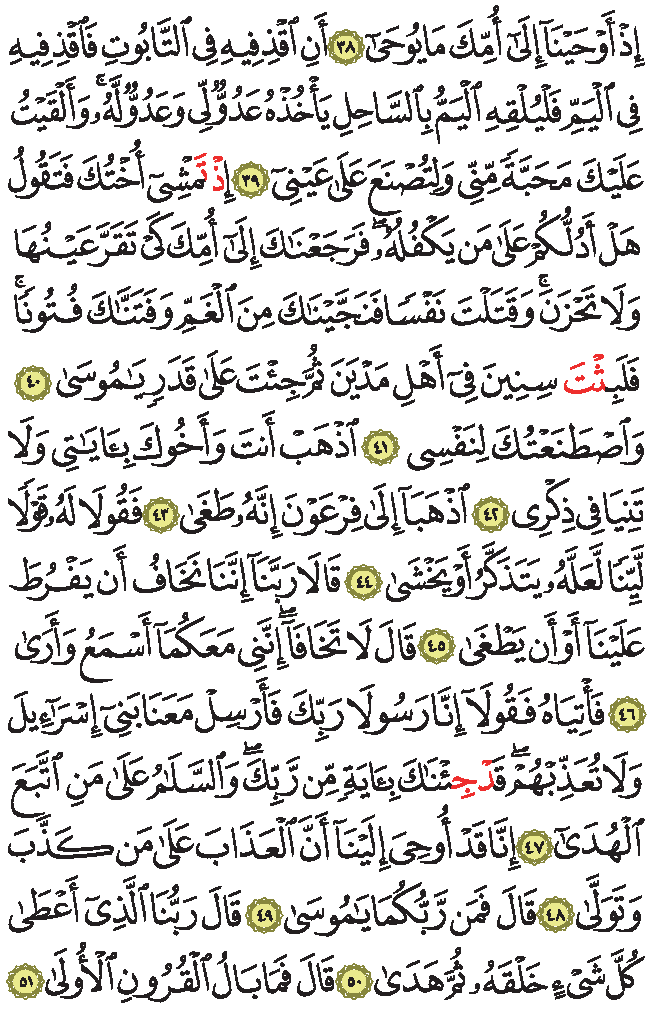 إِذْ أَوْحَيْنَآ إِلَىٰٓ أُمِّكَ مَا يُوحَىٰٓ ٣٨ أَنِ ٱقْذِفِيهِ فِى ٱلتَّابُوتِ فَٱقْذِفِيهِ
فِى ٱلْيَمِّ فَلْيُلْقِهِ ٱلْيَمُّ بِٱلسَّاحِلِ يَأْخُذْهُ عَدُوٌّ لِّى وَعَدُوٌّ لَّهُۥ ۚ وَأَلْقَيْتُ
عَلَيْكَ مَحَبَّةً مِّنِّى وَلِتُصْنَعَ عَلَىٰ عَيْنِىٓ ٣٩ إِذْ تَمْشِىٓ أُخْتُكَ فَتَقُولُ
هَلْ أَدُلُّكُمْ عَلَىٰ مَن يَكْفُلُهُۥ ۖ فَرَجَعْنَٰكَ إِلَىٰٓ أُمِّكَ كَىْ تَقَرَّ عَيْنُهَا
وَلَا تَحْزَنَ ۚ وَقَتَلْتَ نَفْسًا فَنَجَّيْنَٰكَ مِنَ ٱلْغَمِّ وَفَتَنَّٰكَ فُتُونًا ۚ
فَلَبِثْتَ سِنِينَ فِىٓ أَهْلِ مَدْيَنَ ثُمَّ جِئْتَ عَلَىٰ قَدَرٍ يَٰمُوسَىٰ ٤٠
وَٱصْطَنَعْتُكَ لِنَفْسِى ٤١ ٱذْهَبْ أَنتَ وَأَخُوكَ بِـَٔايَٰتِى وَلَا
تَنِيَا فِى ذِكْرِى ٤٢ ٱذْهَبَآ إِلَىٰ فِرْعَوْنَ إِنَّهُۥ طَغَىٰ ٤٣ فَقُولَا لَهُۥ قَوْلًا
لَّيِّنًا لَّعَلَّهُۥ يَتَذَكَّرُ أَوْ يَخْشَىٰ ٤٤ قَالَا رَبَّنَآ إِنَّنَا نَخَافُ أَن يَفْرُطَ
عَلَيْنَآ أَوْ أَن يَطْغَىٰ ٤٥ قَالَ لَا تَخَافَآ ۖ إِنَّنِى مَعَكُمَآ أَسْمَعُ وَأَرَىٰ
٤٦ فَأْتِيَاهُ فَقُولَآ إِنَّا رَسُولَا رَبِّكَ فَأَرْسِلْ مَعَنَا بَنِىٓ إِسْرَٰٓءِيلَ
وَلَا تُعَذِّبْهُمْ ۖ قَدْ جِئْنَٰكَ بِـَٔايَةٍ مِّن رَّبِّكَ ۖ وَٱلسَّلَٰمُ عَلَىٰ مَنِ ٱتَّبَعَ
ٱلْهُدَىٰٓ ٤٧ إِنَّا قَدْ أُوحِىَ إِلَيْنَآ أَنَّ ٱلْعَذَابَ عَلَىٰ مَن كَذَّبَ
وَتَوَلَّىٰ ٤٨ قَالَ فَمَن رَّبُّكُمَا يَٰمُوسَىٰ ٤٩ قَالَ رَبُّنَا ٱلَّذِىٓ أَعْطَىٰ
كُلَّ شَىْءٍ خَلْقَهُۥ ثُمَّ هَدَىٰ ٥٠ قَالَ فَمَا بَالُ ٱلْقُرُونِ ٱلْأُولَىٰ ٥١